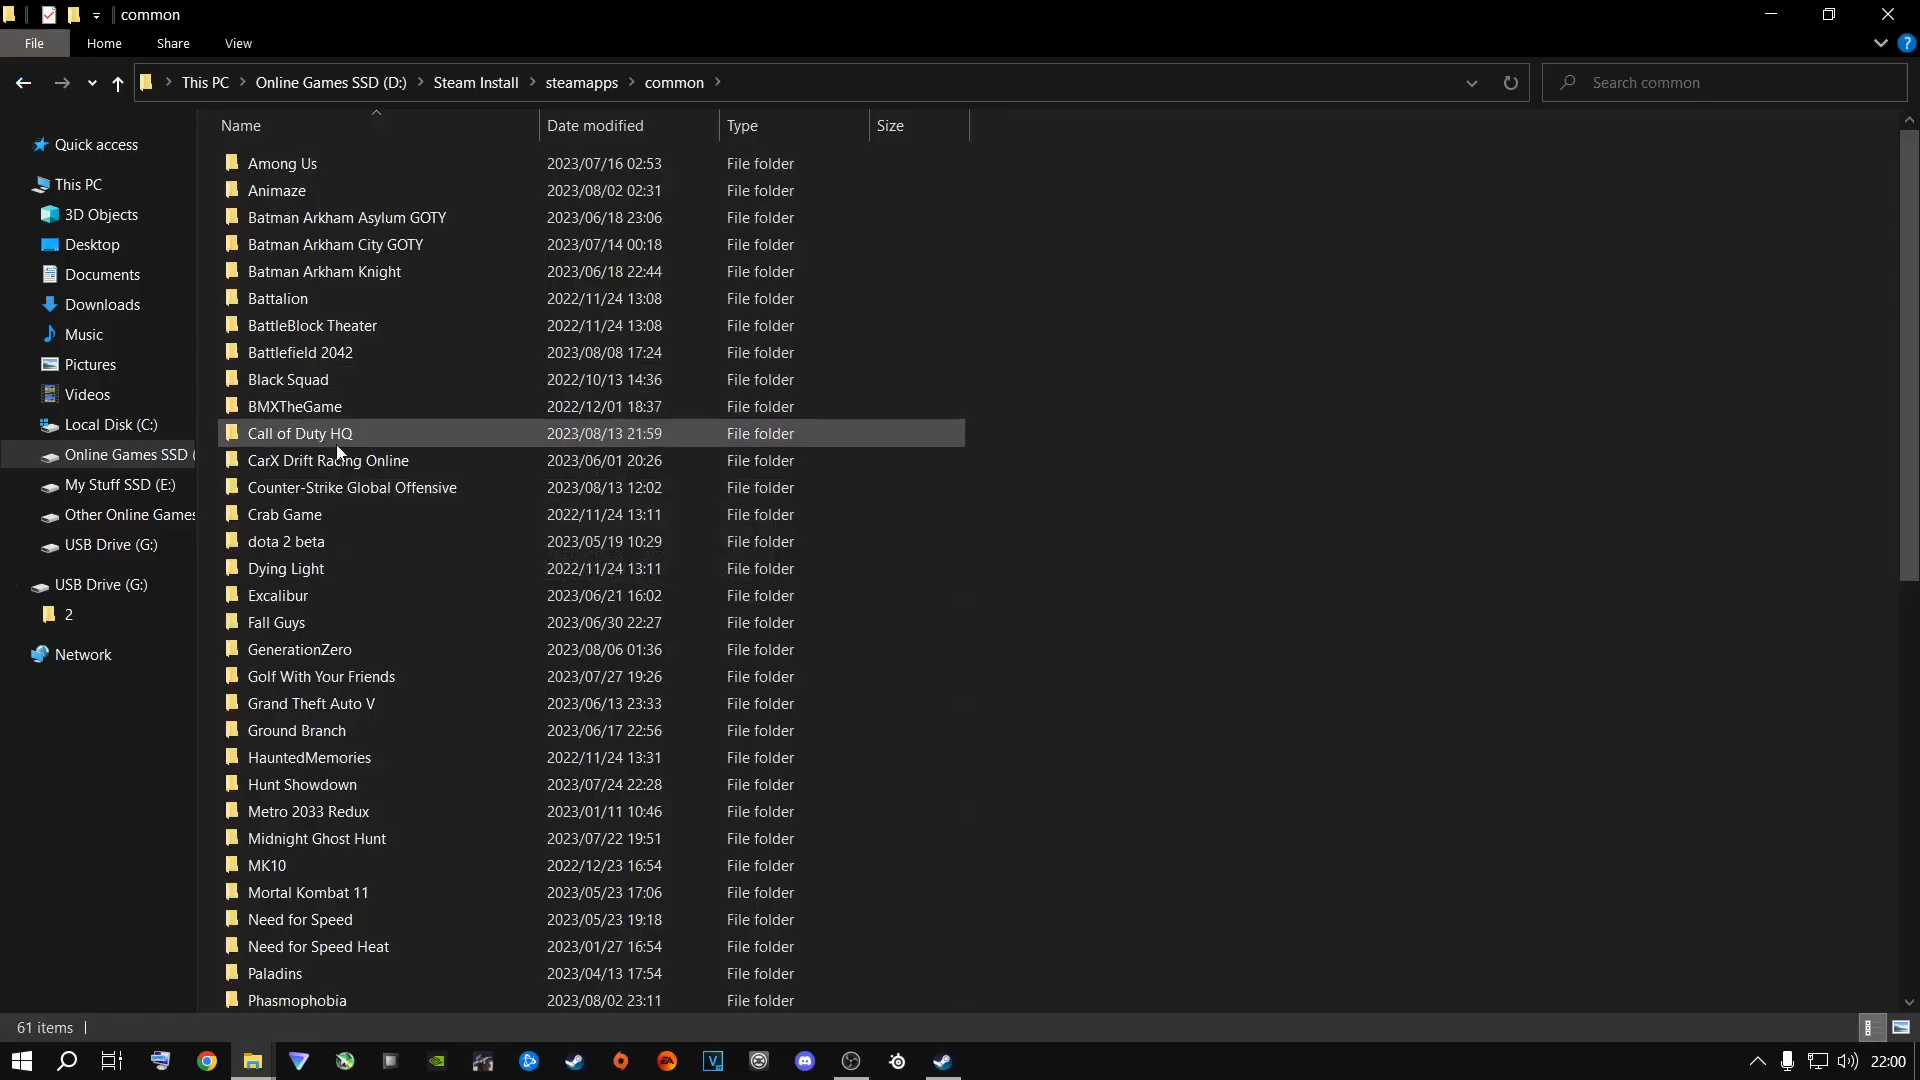 common
File Home Share View
This PC Online Games SSD (D:) Steam Install steamapps common Search common
Name Date modified Type Size
Quick access
This PC
3D Objects
Desktop
Documents
Downloads
Music
Pictures
Videos
Local Disk (C:)
Online Games SSD (
My Stuff SSD (E:)
Other Online Games
USB Drive (G:)
USB Drive (G:)
2
Network
Among Us 2023/07/16 02:53 File folder
Animaze 2023/08/02 02:31 File folder
Batman Arkham Asylum GOTY 2023/06/18 23:06 File folder
Batman Arkham City GOTY 2023/07/14 00:18 File folder
Batman Arkham Knight 2023/06/18 22:44 File folder
Battalion 2022/11/24 13:08 File folder
BattleBlock Theater 2022/11/24 13:08 File folder
Battlefield 2042 2023/08/08 17:24 File folder
Black Squad 2022/10/13 14:36 File folder
BMXTheGame 2022/12/01 18:37 File folder
Call of Duty HQ 2023/08/13 21:59 File folder
CarX Drift Racing Online 2023/06/01 20:26 File folder
Counter-Strike Global Offensive 2023/08/13 12:02 File folder
Crab Game 2022/11/24 13:11 File folder
dota 2 beta 2023/05/19 10:29 File folder
Dying Light 2022/11/24 13:11 File folder
Excalibur 2023/06/21 16:02 File folder
Fall Guys 2023/06/30 22:27 File folder
GenerationZero 2023/08/06 01:36 File folder
Golf With Your Friends 2023/07/27 19:26 File folder
Grand Theft Auto V 2023/06/13 23:33 File folder
Ground Branch 2023/06/17 22:56 File folder
HauntedMemories 2022/11/24 13:31 File folder
Hunt Showdown 2023/07/24 22:28 File folder
Metro 2033 Redux 2023/01/11 10:46 File folder
Midnight Ghost Hunt 2023/07/22 19:51 File folder
MK10 2022/12/23 16:54 File folder
Mortal Kombat 11 2023/05/23 17:06 File folder
Need for Speed 2023/05/23 19:18 File folder
Need for Speed Heat 2023/01/27 16:54 File folder
Paladins 2023/04/13 17:54 File folder
Phasmophobia 2023/08/02 23:11 File folder
61 items
22:00